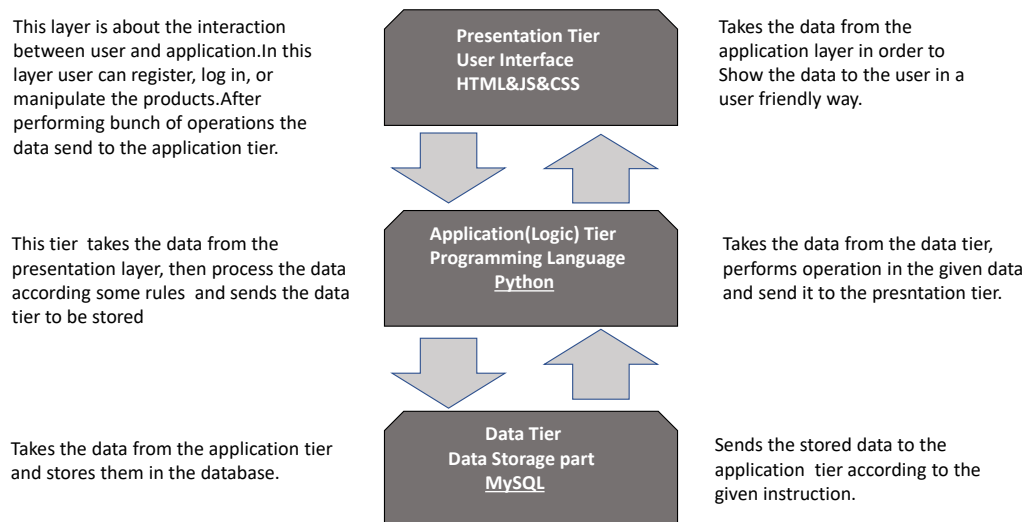 This layer is about the interaction
between user and application.In this
layer user can register, log in, or
manipulate the products.After
performing bunch of operations the
data send to the application tier.
Presentation Tier
User Interface
HTML&JS&CSS
Takes the data from the
application layer in order to
Show the data to the user in a
user friendly way.
This tier takes the data from the
presentation layer, then process the data
according some rules and sends the data
tier to be stored
Application(Logic) Tier
Programming Language
Python
Takes the data from the data tier,
performs operation in the given data
and send it to the presntation tier.
Takes the data from the application tier
and stores them in the database.
Data Tier
Data Storage part
MySQL
Sends the stored data to the
application tier according to the
given instruction.